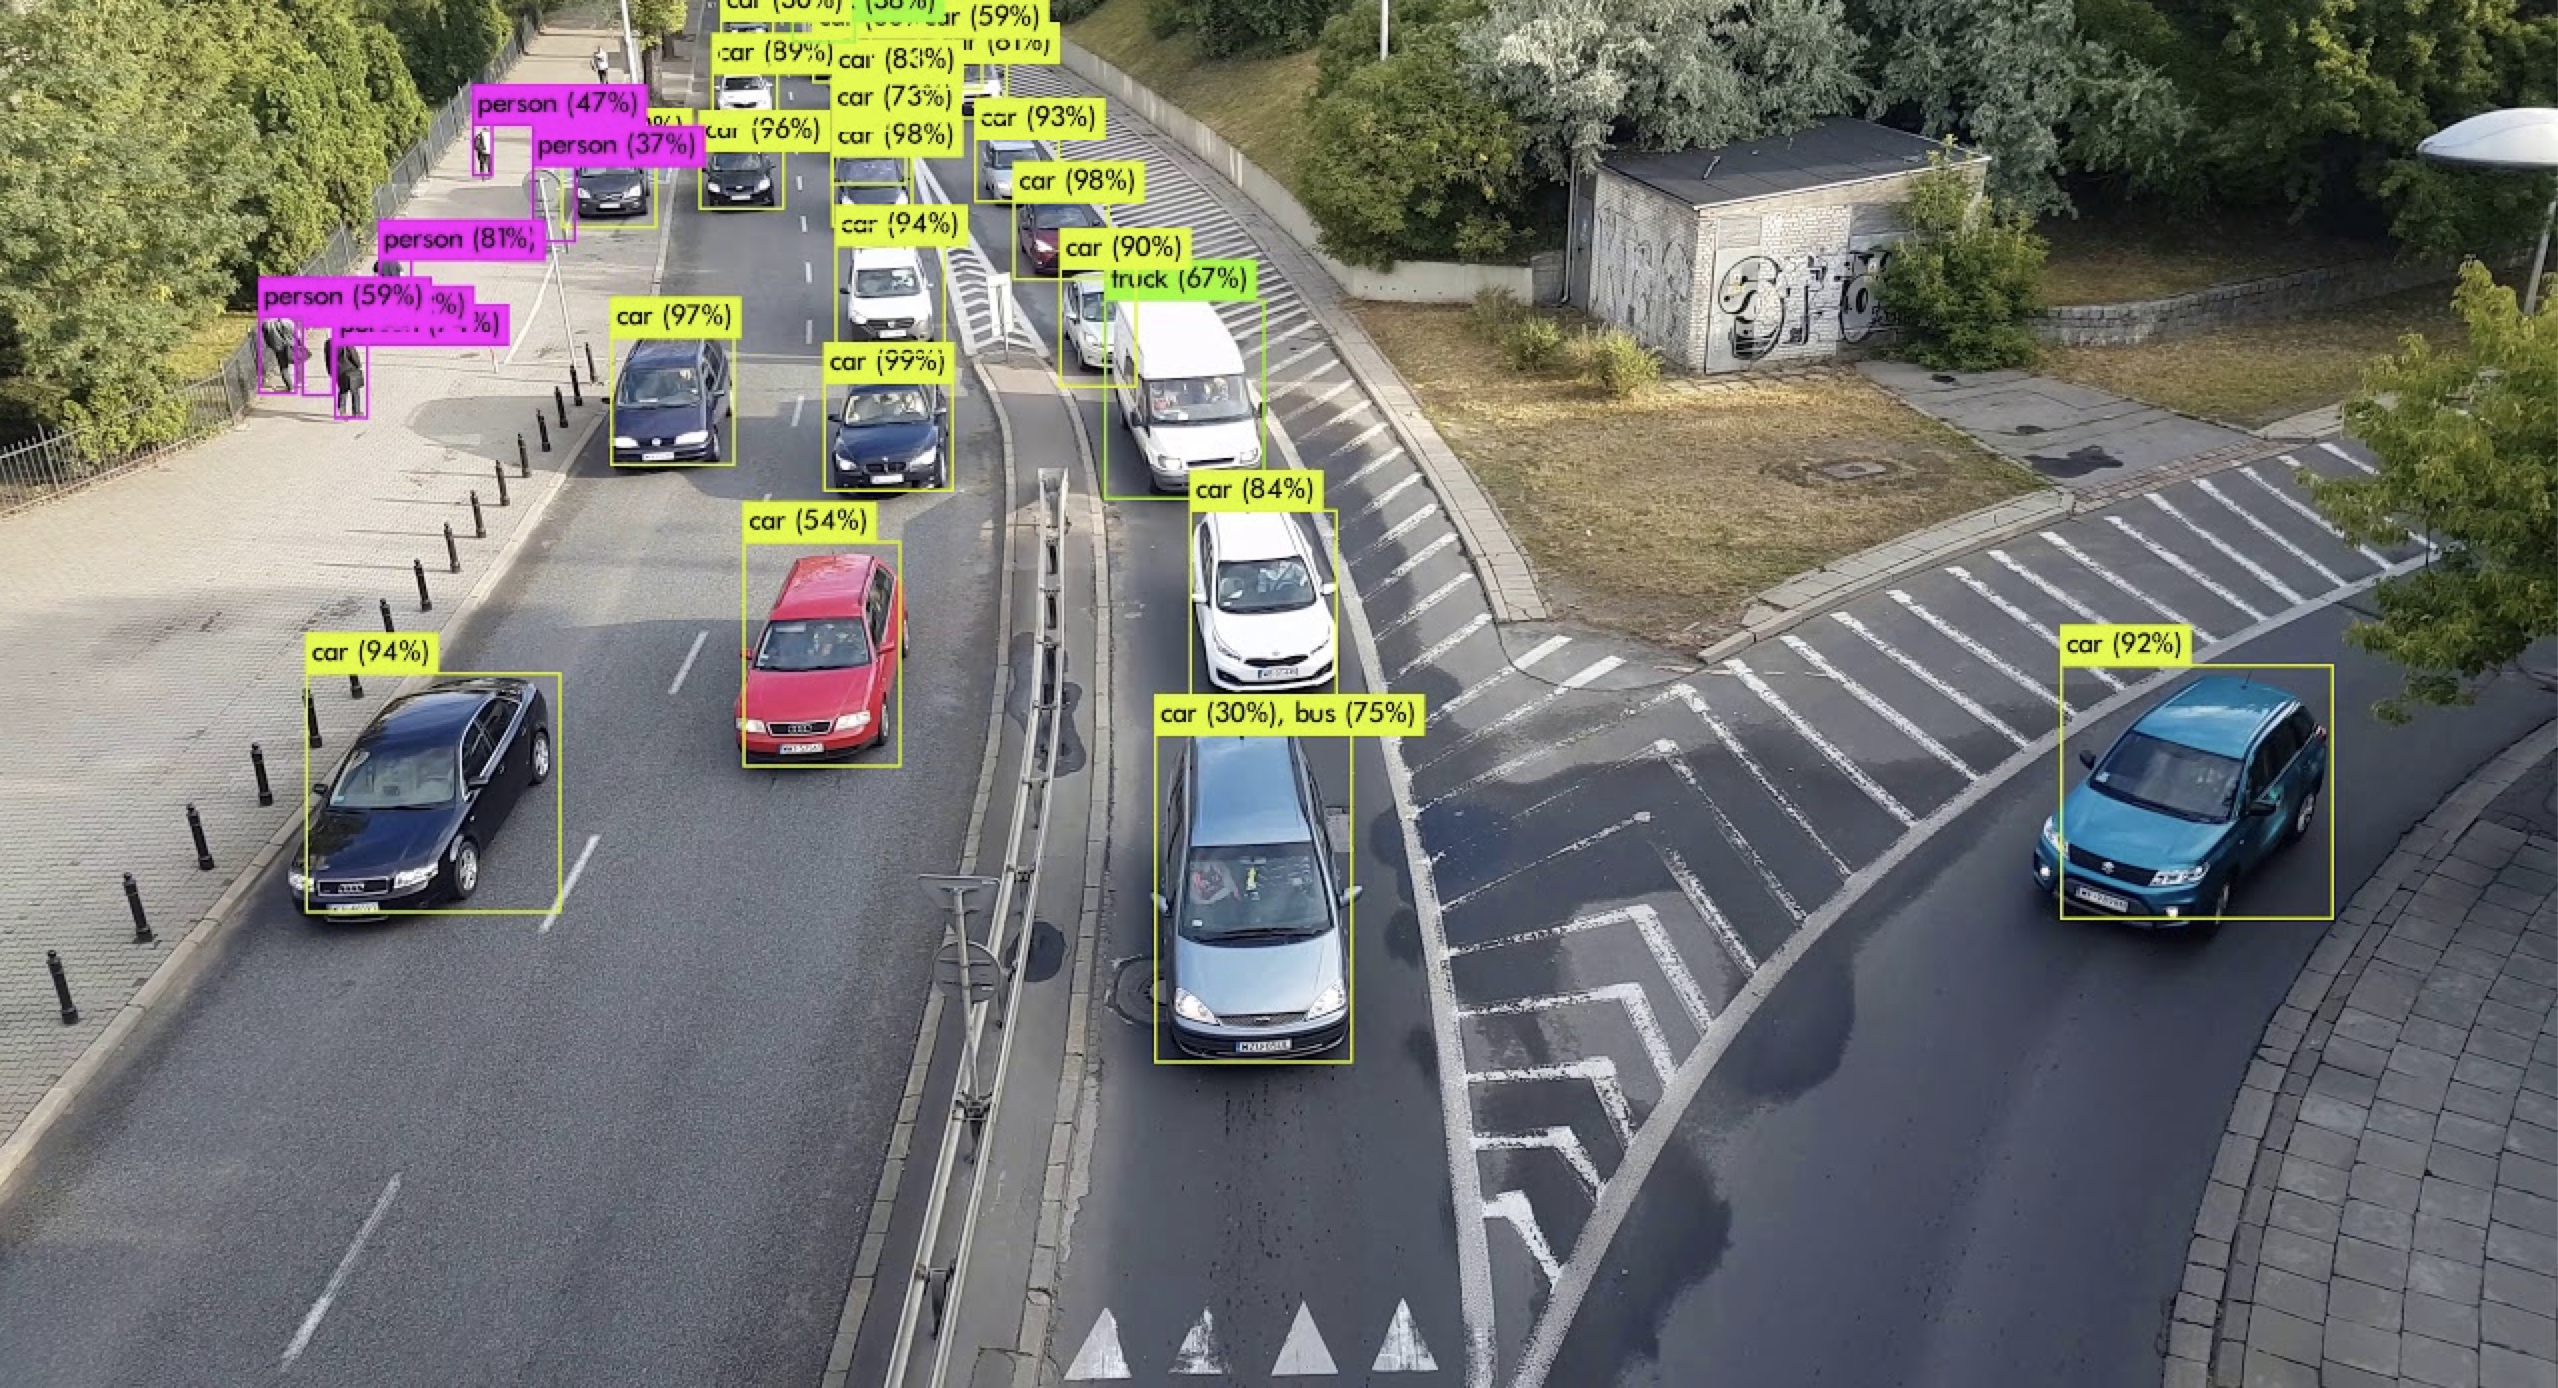 car (59%)
car (89%)
car (83%)
car (73%)
person (47%)
car (93%)
car (96%)
car (98%)
person (37%)
car (98%)
car (94%)
person (81%)
car (90%)
truck (67%)
person (59%)
car (97%)
car (99%)
car (84%)
car (54%)
car (92%)
car (94%)
car (30%), bus (75%)